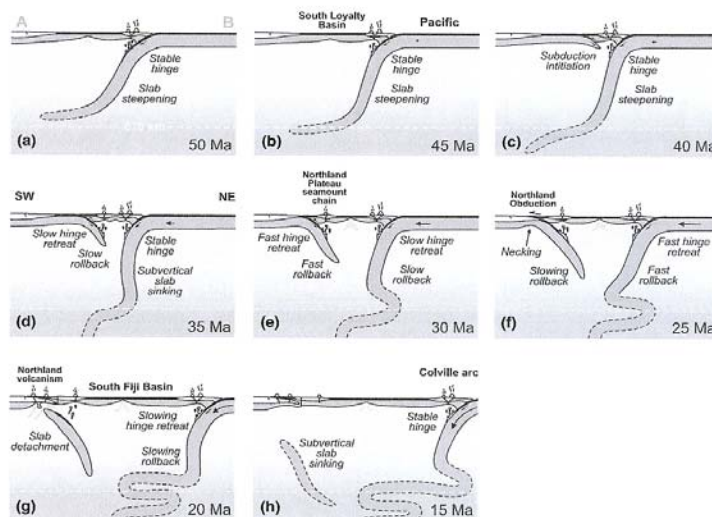 A B
Stable
hinge
Slab
steepening
(a) 50 Ma
South Loyalty
Basin
Pacific
Stable
hinge
Slab
steepening
(b) 45 Ma
Subduction
intitiation
Stable
hinge
Slab
steepening
(c) 40 Ma
SW NE
Slow hinge
retreat
Slow
rollback
Stable
hinge
Subvertical
slab
sinking
(d) 35 Ma
Northland
Plateau
seamount
chain
Fast hinge
retreat
Fast
rollback
Slow hinge
retreat
Slow
rollback
(e) 30 Ma
Northland
Obduction
Necking
Slowing
rollback
Fast hinge
retreat
Fast
rollback
(f) 25 Ma
Northland
volcanism
South Fiji Basin
Slab
detachment
Slowing
hinge retreat
Slowing
rollback
(g) 20 Ma
Colville arc
Stable
hinge
Subvertical
slab
sinking
(h) 15 Ma